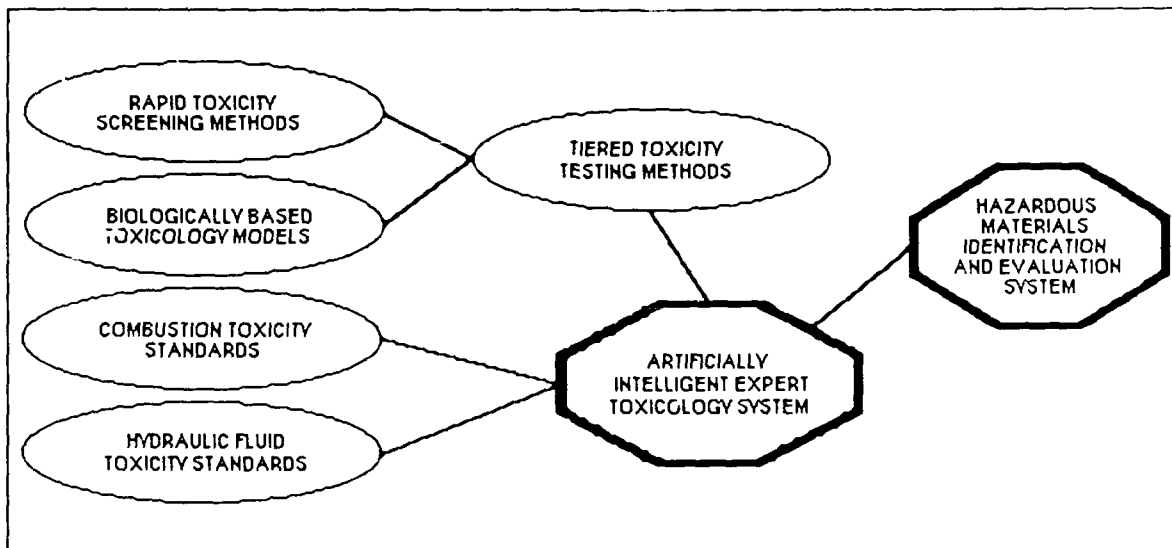 RAPID TOXICITY
SCREENING METHODS
TIERED TOXICITY
TESTING METHODS
BIOLOGICALLY BASED
TOXICOLOGY MODELS
HAZARDOUS
MATERIALS
IDENTIFICATION
AND EVALUATION
SYSTEM
COMBUSTION TOXICITY
STANDARDS
ARTIFICIALLY
INTELLIGENT EXPERT
TOXICOLOGY SYSTEM
HYDRAULIC FLUID
TOXICITY STANDARDS